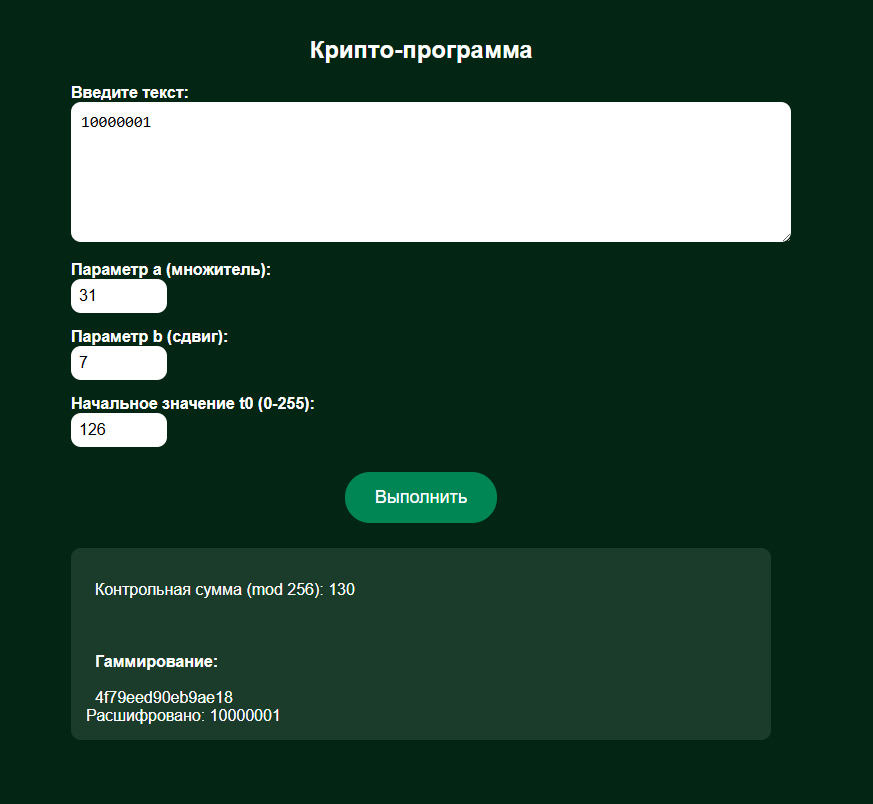 Крипто-программа
Введите текст:
10000001
Параметр a (множитель):
31
Параметр b (сдвиг):
7
Начальное значение t0 (0-255):
126
Выполнить
Контрольная сумма (mod 256): 130
Гаммирование:
4f79eed90eb9ae18
Расшифровано: 10000001